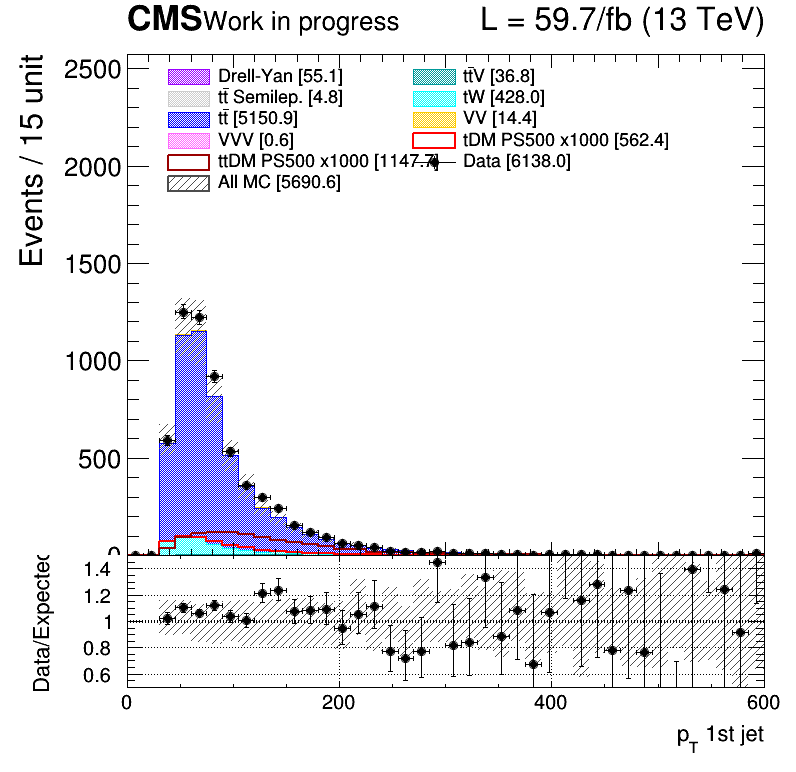 CMS Work in progress L = 59.7/fb (13 TeV)
Events / 15 unit
2500
2000
1500
1000
500
0
Drell-Yan [55.1]
tt̄V [36.8]
tt̄ Semilep. [4.8]
tW [428.0]
tt̄ [5150.9]
VV [14.4]
VVV [0.6]
tDM PS500 x1000 [562.4]
ttDM PS500 x1000 [1147.7]
Data [6138.0]
All MC [5690.6]
Data/Expected
1.4
1.2
1
0.8
0.6
0 200 400 600
p_T 1st jet